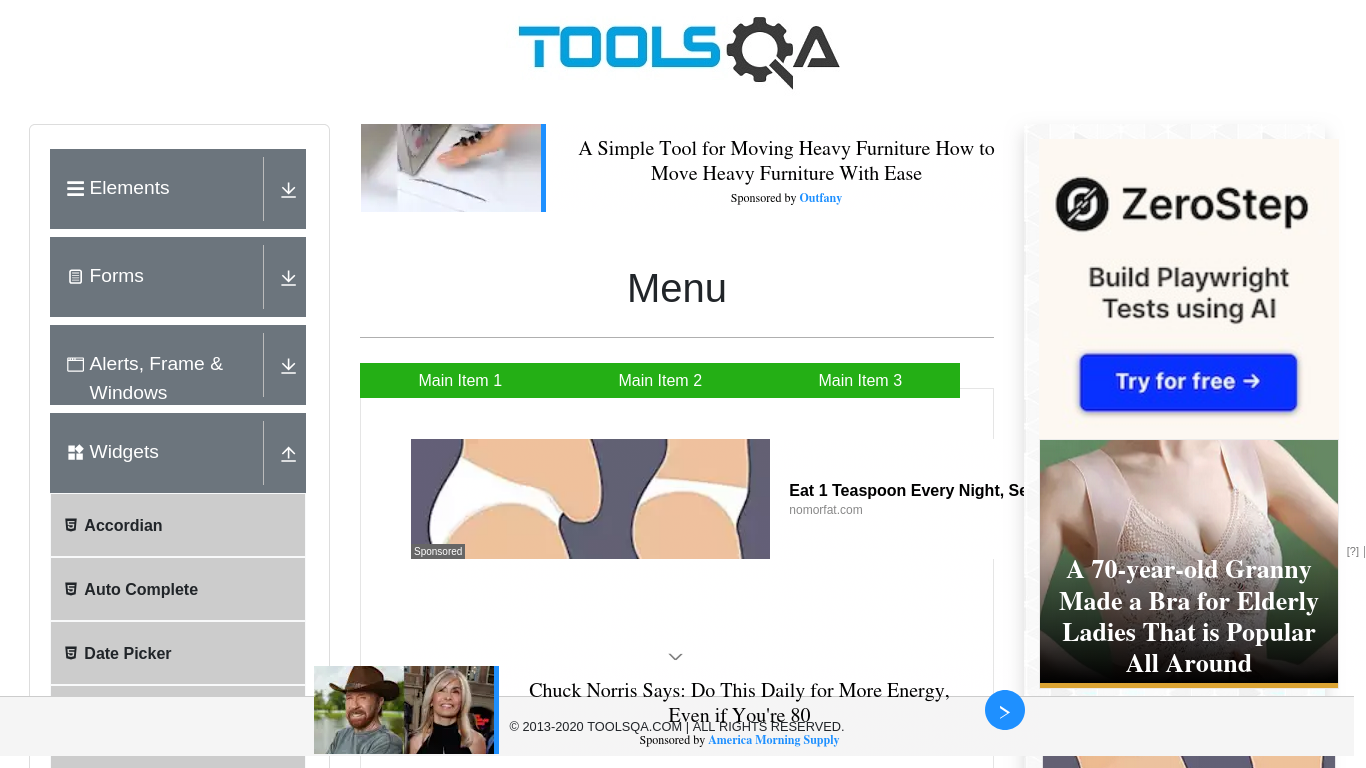 TOOLSQA
Elements
Forms
Alerts, Frame &
Windows
Widgets
Accordian
Auto Complete
Date Picker
A Simple Tool for Moving Heavy Furniture How to
Move Heavy Furniture With Ease
Sponsored by Outfany
Menu
Main Item 1
Main Item 2
Main Item 3
Eat 1 Teaspoon Every Night, Se
nomorfat.com
Sponsored
ZeroStep
Build Playwright
Tests using AI
Try for free →
A 70-year-old Granny
Made a Bra for Elderly
Ladies That is Popular
All Around
[?]
Chuck Norris Says: Do This Daily for More Energy,
Even if You're 80
© 2013-2020 TOOLSQA.COM | ALL RIGHTS RESERVED.
Sponsored by America Morning Supply